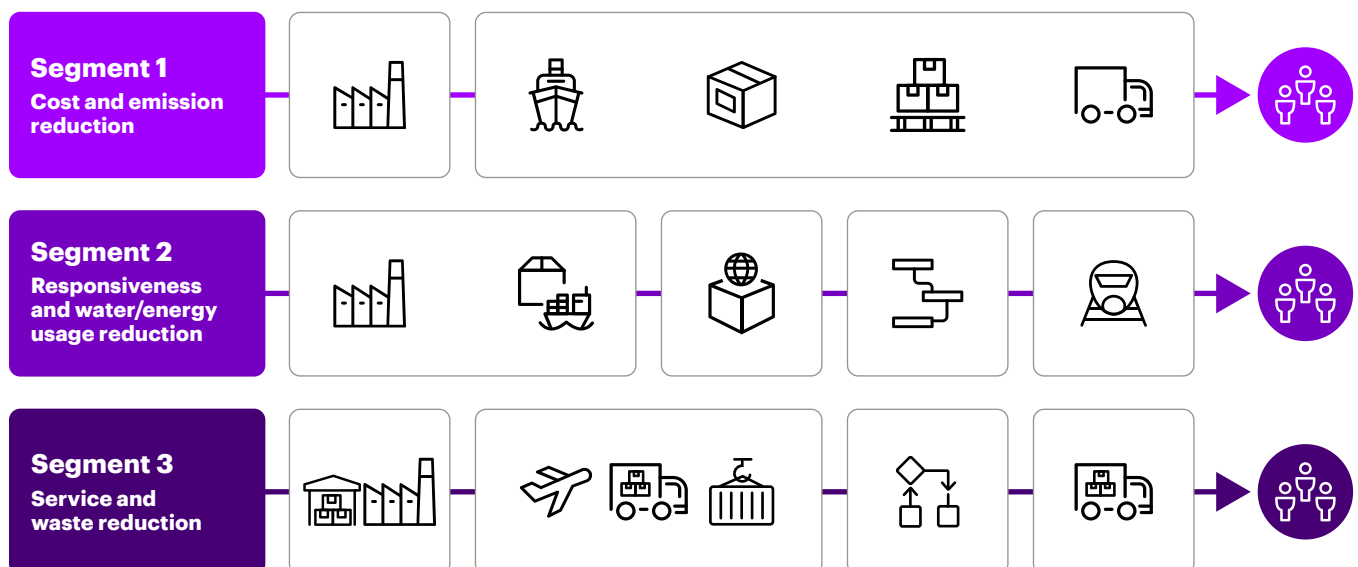 Segment 1
Cost and emission
reduction
Segment 2
Responsiveness
and water/energy
usage reduction
Segment 3
Service and
waste reduction